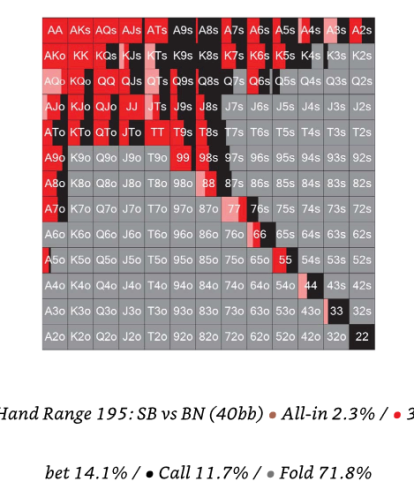 AA AKs AQs AJs ATs A9s A8s A7s A6s A5s A4s A3s A2s
AKo KK KQs KJs KTs K9s K8s K7s K6s K5s K4s K3s K2s
AQo KQo QQ QJs QTs Q9s Q8s Q7s Q6s Q5s Q4s Q3s Q2s
AJo KJo QJo JJ JTs J9s J8s J7s J6s J5s J4s J3s J2s
ATo KTo QTo JTo TT T9s T8s T7s T6s T5s T4s T3s T2s
A9o K9o Q9o J9o T9o 99 98s 97s 96s 95s 94s 93s 92s
A8o K8o Q8o J8o T8o 98o 88 87s 86s 85s 84s 83s 82s
A7o K7o Q7o J7o T7o 97o 87o 77 76s 75s 74s 73s 72s
A6o K6o Q6o J6o T6o 96o 86o 76o 66 65s 64s 63s 62s
A5o K5o Q5o J5o T5o 95o 85o 75o 65o 55 54s 53s 52s
A4o K4o Q4o J4o T4o 94o 84o 74o 64o 54o 44 43s 42s
A3o K3o Q3o J3o T3o 93o 83o 73o 63o 53o 43o 33 32s
A2o K2o Q2o J2o T2o 92o 82o 72o 62o 52o 42o 32o 22
Hand Range 195: SB vs BN (40bb) • All-in 2.3% / • 3
bet 14.1% / • Call 11.7% / • Fold 71.8%